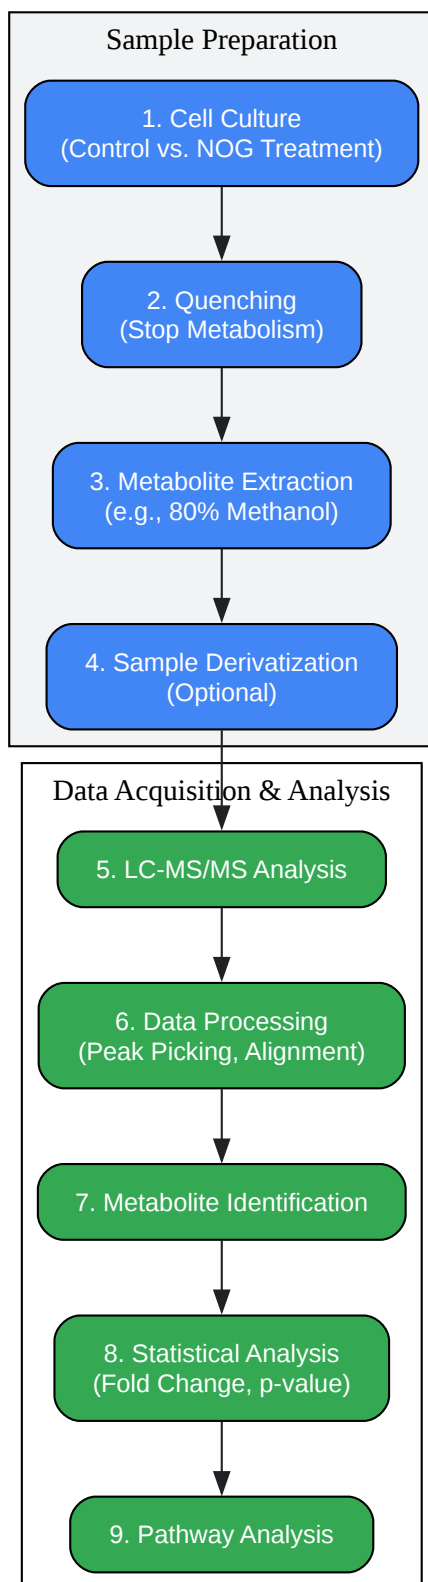 Sample Preparation
1. Cell Culture
(Control vs. NOG Treatment)
2. Quenching
(Stop Metabolism)
3. Metabolite Extraction
(e.g., 80% Methanol)
4. Sample Derivatization
(Optional)
Data Acquisition & Analysis
5. LC-MS/MS Analysis
6. Data Processing
(Peak Picking, Alignment)
7. Metabolite Identification
8. Statistical Analysis
(Fold Change, p-value)
9. Pathway Analysis